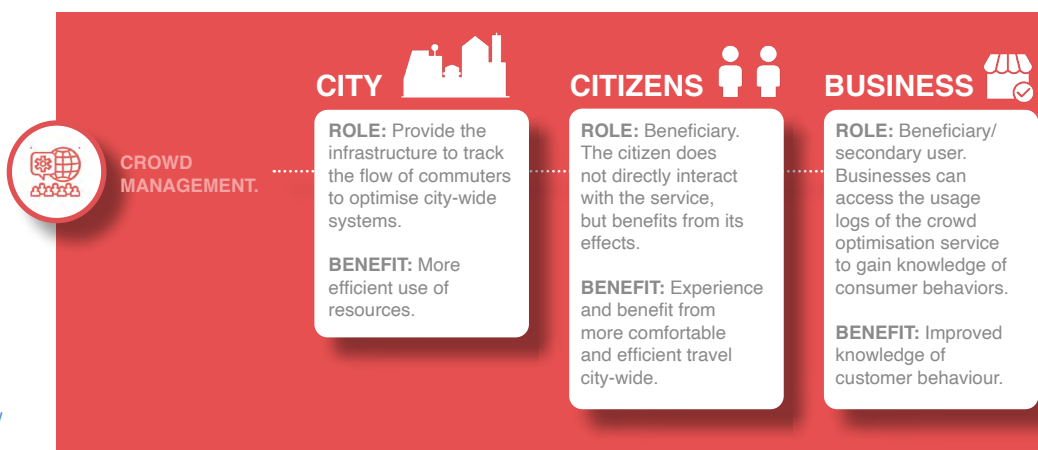 CITY
CITIZENS
BUSINESS
CROWD
MANAGEMENT.
ROLE: Provide the
infrastructure to track
the flow of commuters
to optimise city-wide
systems.
BENEFIT: More
efficient use of
resources.
ROLE: Beneficiary.
The citizen does
not directly interact
with the service,
but benefits from its
effects.
BENEFIT: Experience
and benefit from
more comfortable
and efficient travel
city-wide.
ROLE: Beneficiary/
secondary user.
Businesses can
access the usage
logs of the crowd
optimisation service
to gain knowledge of
consumer behaviors.
BENEFIT: Improved
knowledge of
customer behaviour.